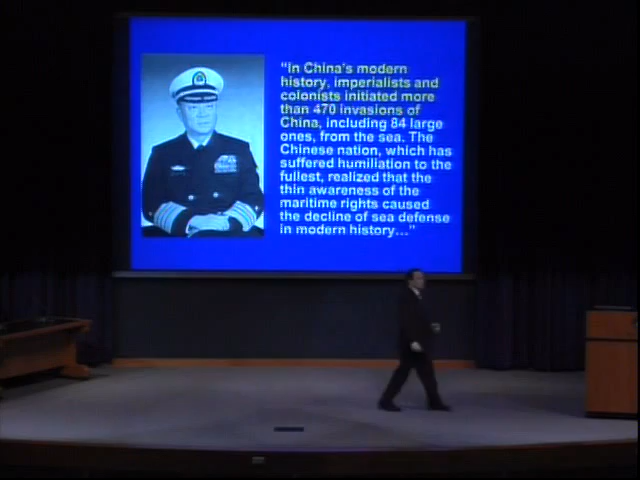 "In China's modern
history, imperialists and
colonists initiated more
than 470 invasions of
China, including 84 large
ones, from the sea. The
Chinese nation, which has
suffered humiliation to the
fullest, realized that the
thin awareness of the
maritime rights caused
the decline of sea defense
in modern history..."